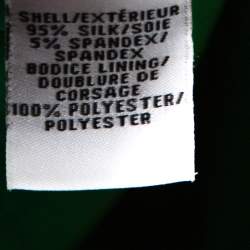 SHELL/EXTÉRIEUR
95% SILK/SOIE
5% SPANDEX/
SPANDEX
BODICE LINING/
DOUBLURE DE
CORSAGE
100% POLYESTER/
POLYESTER